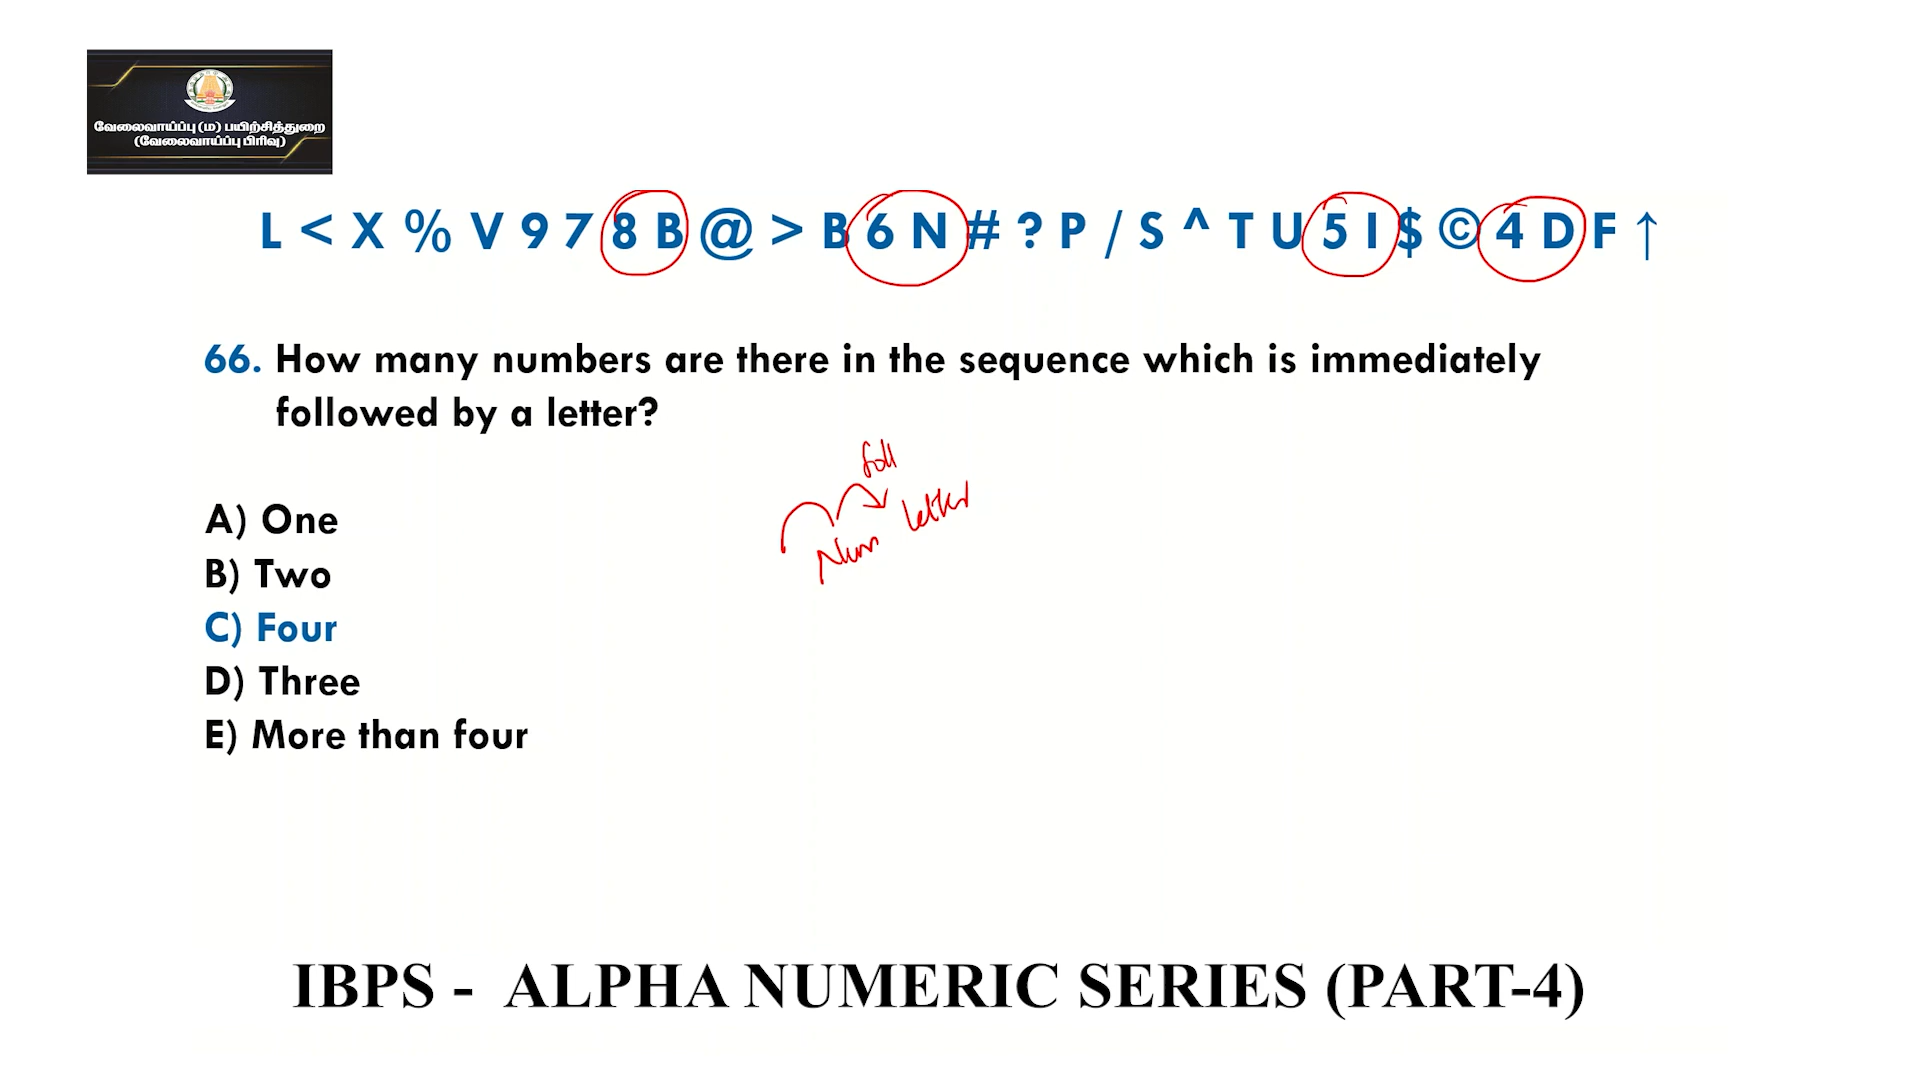 வேலைவாய்ப்பு (ம) பயிற்சித்துறை
(வேலைவாய்ப்பு பிரிவு)
L < X % V 9 7 8 B @ > B 6 N # ? P / S ^ T U 5 I $ © 4 D F ↑
66. How many numbers are there in the sequence which is immediately
followed by a letter?
foll
Num letter
A) One
B) Two
C) Four
D) Three
E) More than four
IBPS - ALPHA NUMERIC SERIES (PART-4)